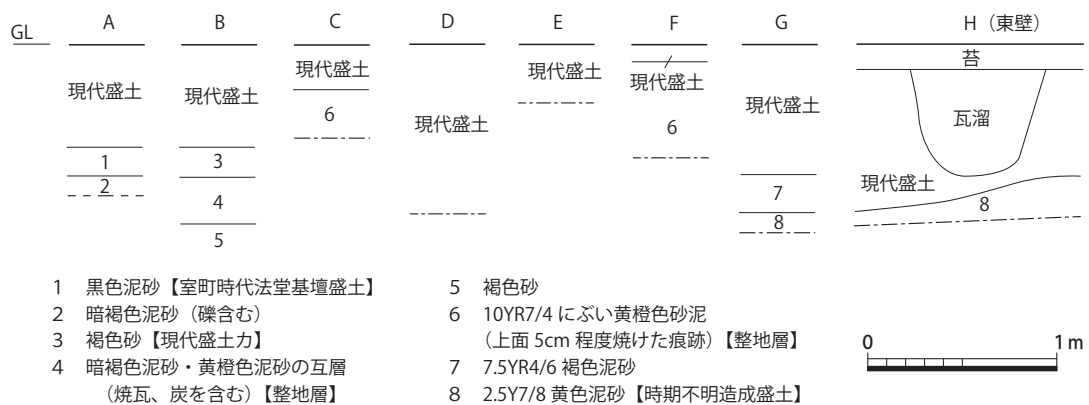 GL A B C D E F G H（東壁）
苔
現代盛土 現代盛土 現代盛土 現代盛土 現代盛土 現代盛土 現代盛土
6 6
瓦溜
1 3
2 4 7 現代盛土
5 8 8
1 黒色泥砂【室町時代法堂基壇盛土】
2 暗褐色泥砂（礫含む）
3 褐色砂【現代盛土カ】
4 暗褐色泥砂・黄橙色泥砂の互層
（焼瓦、炭を含む）【整地層】
5 褐色砂
6 10YR7/4 にぶい黄橙色砂泥
（上面 5cm 程度焼けた痕跡）【整地層】
7 7.5YR4/6 褐色泥砂
8 2.5Y7/8 黄色泥砂【時期不明造成盛土】
0 1 m